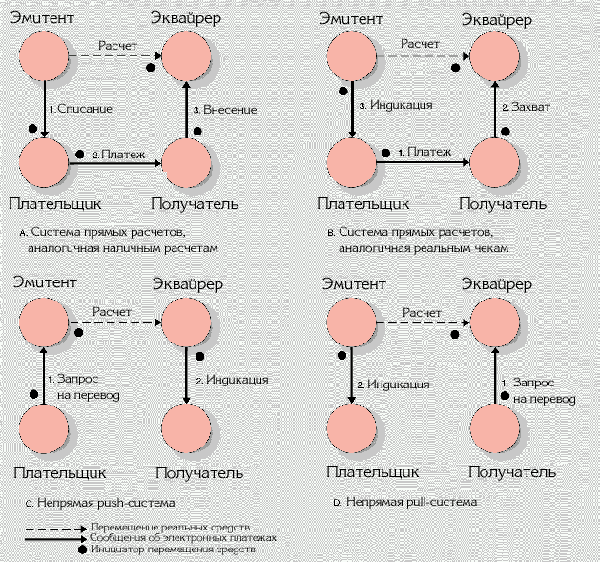 Эмитент Эквайрер
Расчет
1. Списание 3. Внесение
2. Платеж
Плательщик Получатель
A. Система прямых расчетов,
аналогичная наличным расчетам
Эмитент Эквайрер
Расчет
3. Индикация 2. Захват
1. Платеж
Плательщик Получатель
B. Система прямых расчетов,
аналогичная реальным чекам
Эмитент Эквайрер
Расчет
1. Запрос 2. Индикация
на перевод
Плательщик Получатель
C. Непрямая push-система
Эмитент Эквайрер
Расчет
2. Индикация 1. Запрос
на перевод
Плательщик Получатель
D. Непрямая pull-система
Перемещение реальных средств
Сообщения об электронных платежах
Инициатор перемещения средств